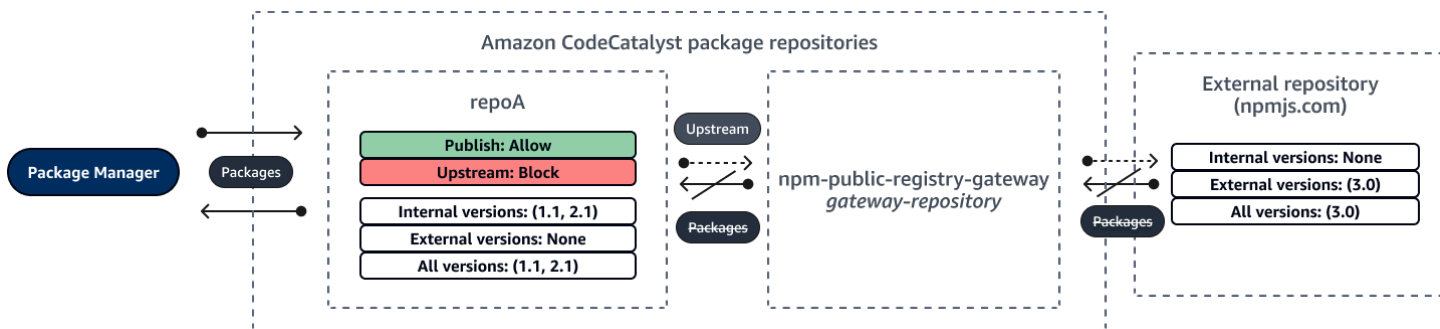 Amazon CodeCatalyst package repositories
External repository
(npmjs.com)
repoA
Upstream
Publish: Allow
Upstream: Block
Package Manager
Packages
Internal versions: (1.1, 2.1)
External versions: None
All versions: (1.1, 2.1)
Packages
npm-public-registry-gateway
gateway-repository
Packages
Internal versions: None
External versions: (3.0)
All versions: (3.0)